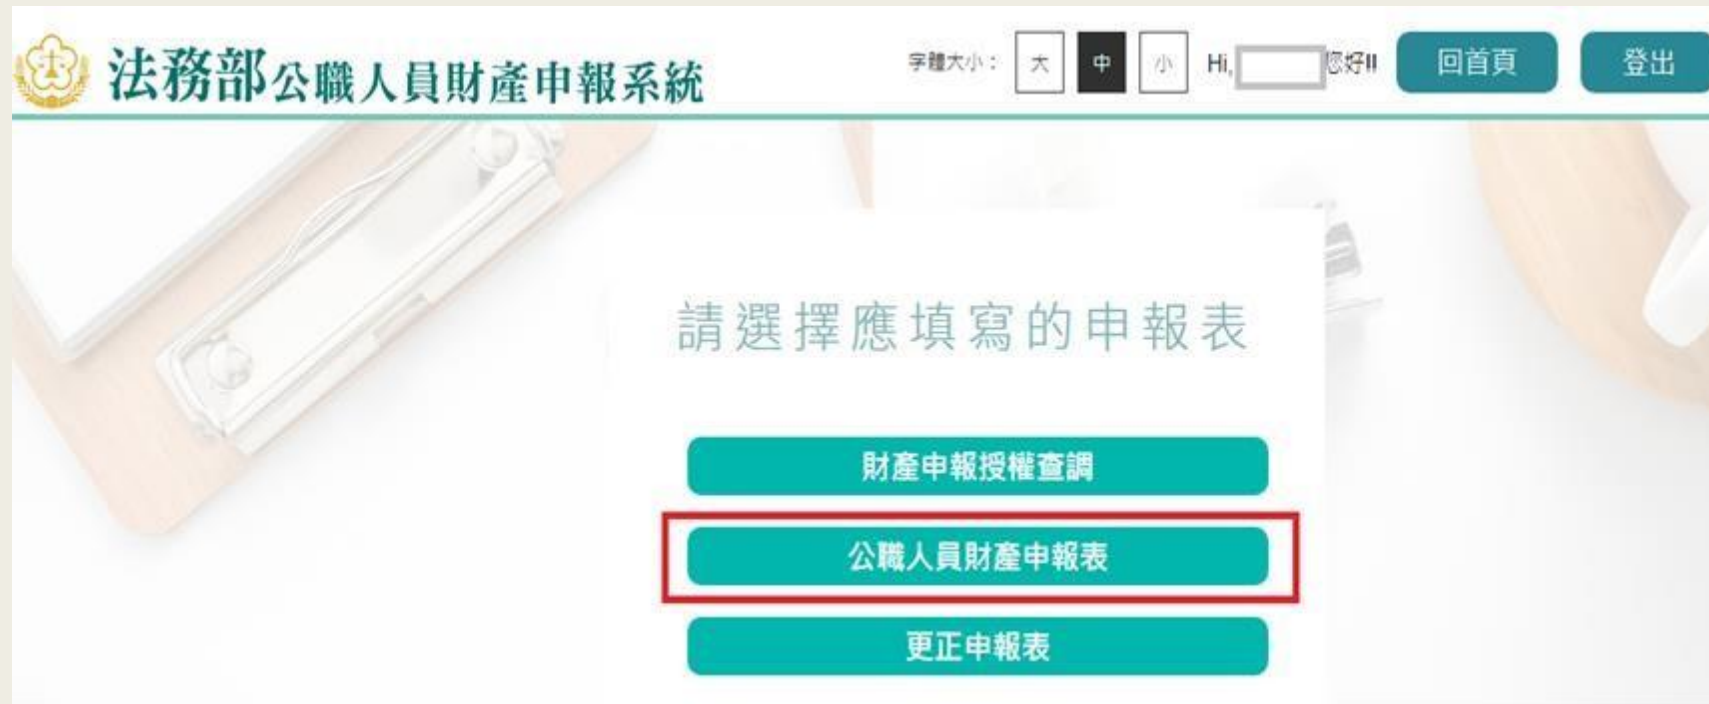 法務部公職人員財產申報系統
字體大小： 大 中 小 Hi, 您好!! 回首頁 登出
請選擇應填寫的申報表
財產申報授權查調
公職人員財產申報表
更正申報表